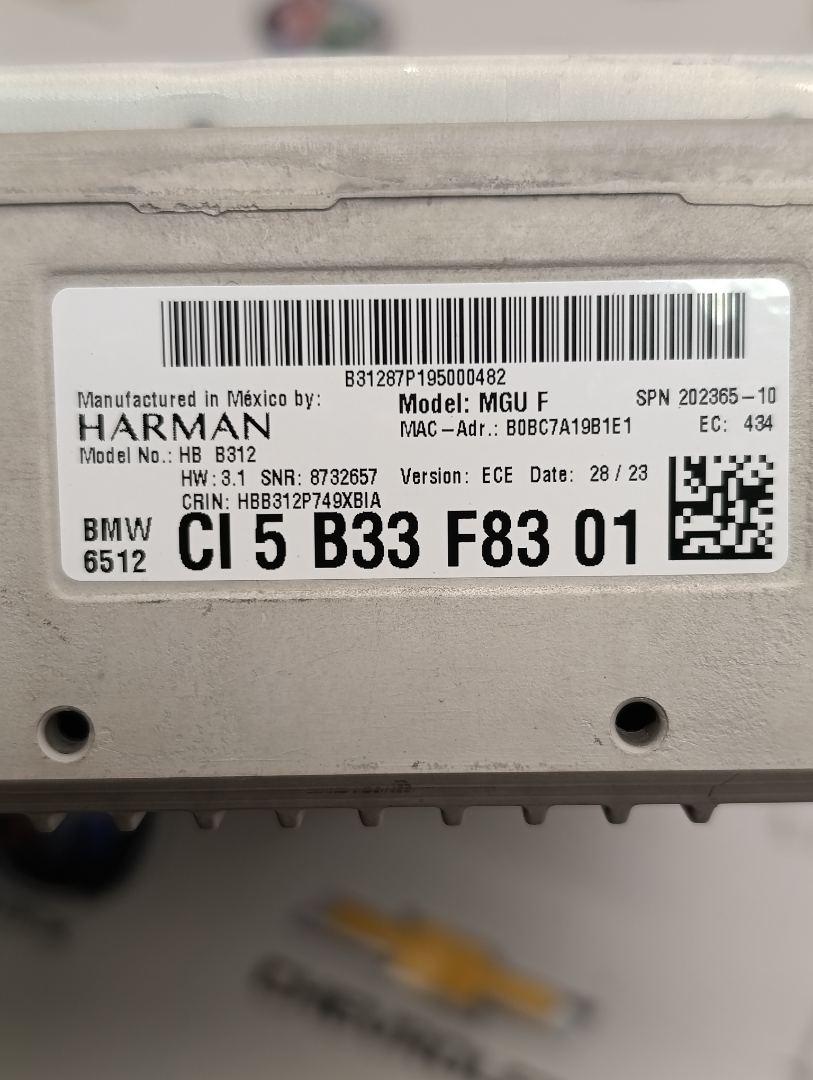 B31287P195000482
Manufactured in México by:
HARMAN
Model: MGU F
SPN 202365-10
MAC-Adr.: B0BC7A19B1E1
EC: 434
Model No.: HB B312
HW: 3.1 SNR: 8732657 Version: ECE Date: 28 / 23
CRIN: HBB312P749XBIA
BMW
6512
CI 5 B33 F83 01